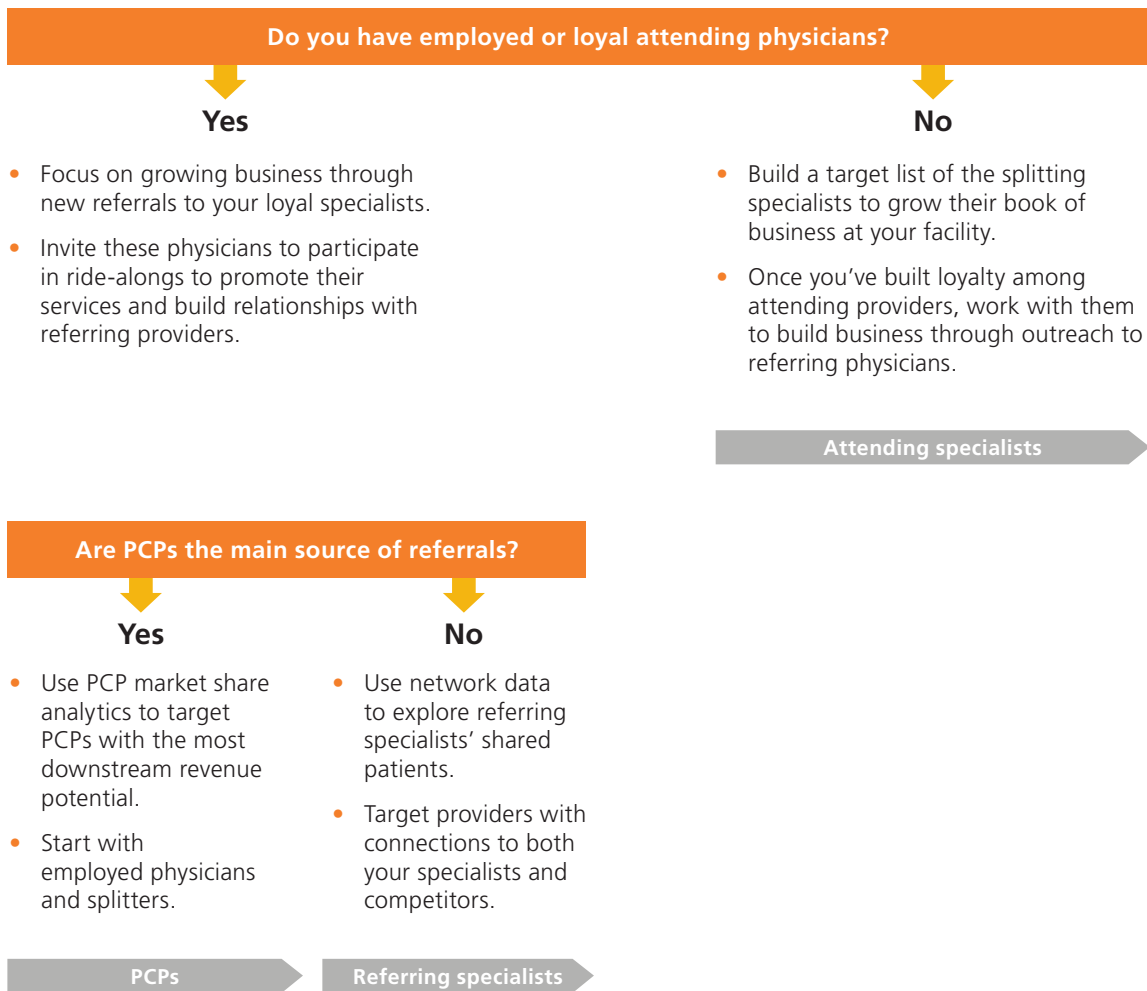 Do you have employed or loyal attending physicians?
Yes
• Focus on growing business through
new referrals to your loyal specialists.
• Invite these physicians to participate
in ride-alongs to promote their
services and build relationships with
referring providers.
No
• Build a target list of the splitting
specialists to grow their book of
business at your facility.
• Once you’ve built loyalty among
attending providers, work with them
to build business through outreach to
referring physicians.
Attending specialists
Are PCPs the main source of referrals?
Yes
• Use PCP market share
analytics to target
PCPs with the most
downstream revenue
potential.
• Start with
employed physicians
and splitters.
PCPs
No
• Use network data
to explore referring
specialists’ shared
patients.
• Target providers with
connections to both
your specialists and
competitors.
Referring specialists